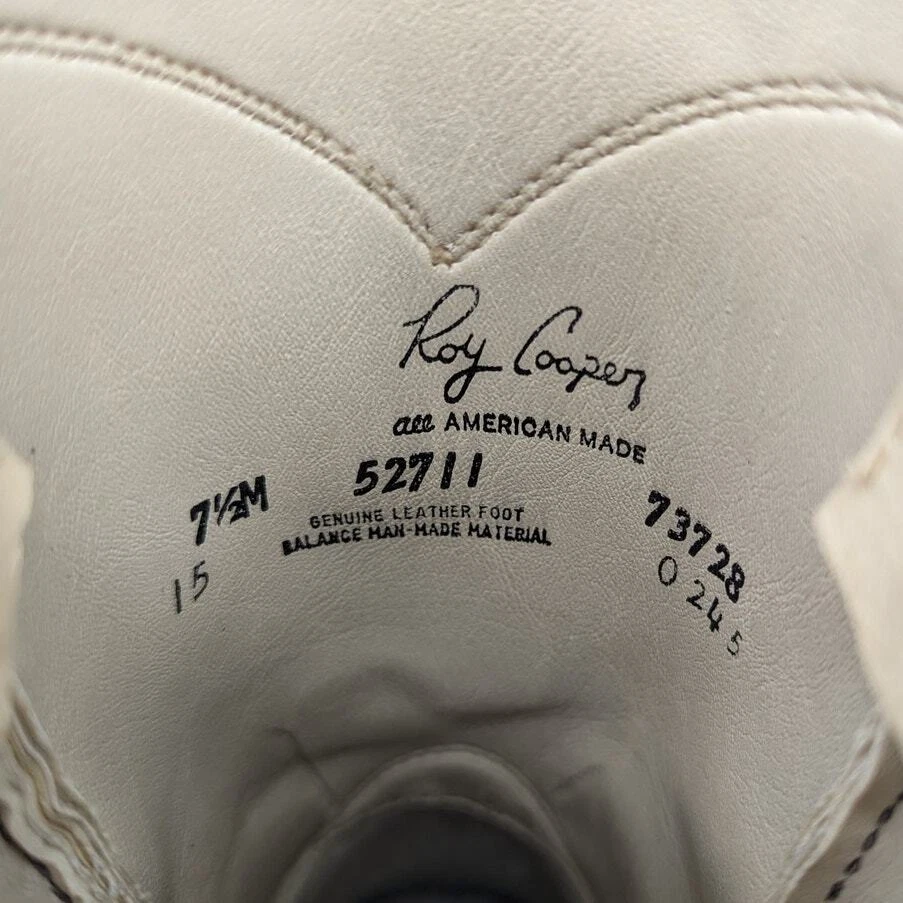 Roy Cooper
all AMERICAN MADE
7½M 52711 73728
GENUINE LEATHER FOOT
BALANCE MAN-MADE MATERIAL
15 0245